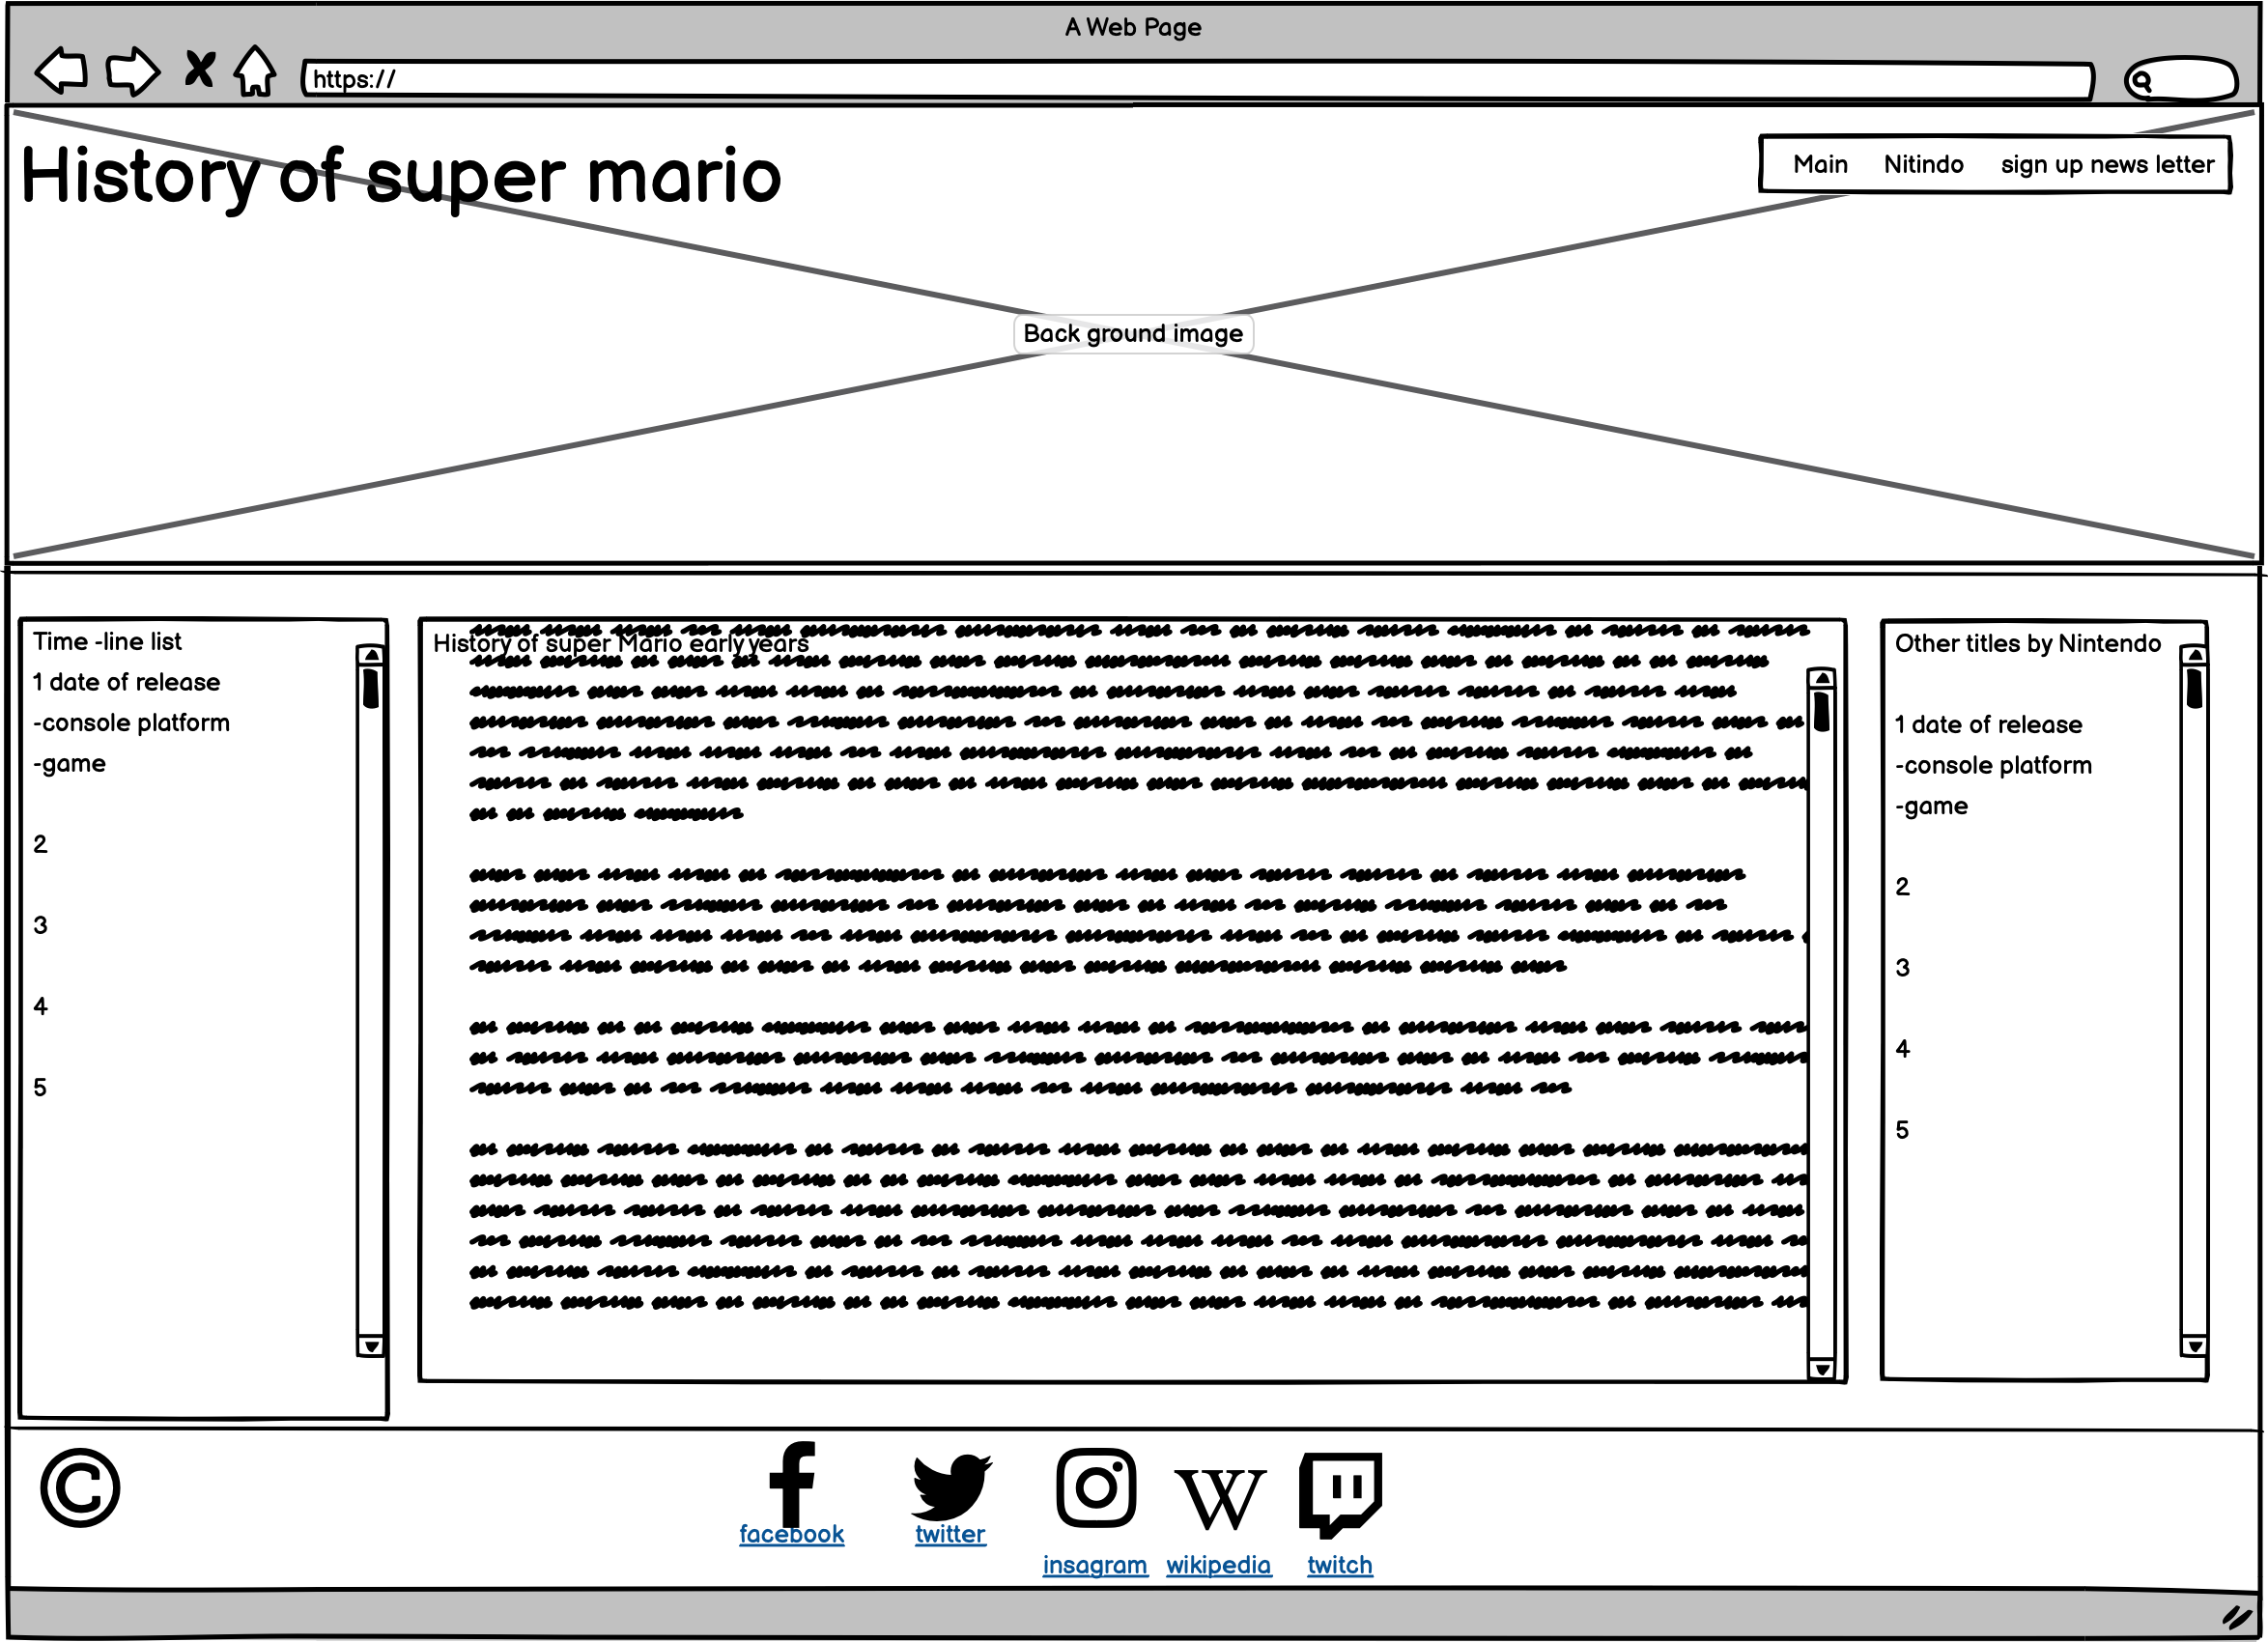 A Web Page
https://
History of super mario
Main Nitindo sign up news letter
Back ground image
Time -line list
1 date of release
-console platform
-game
2
3
4
5
History of super Mario early years
Other titles by Nintendo
1 date of release
-console platform
-game
2
3
4
5
©
facebook
twitter
insagram
wikipedia
twitch